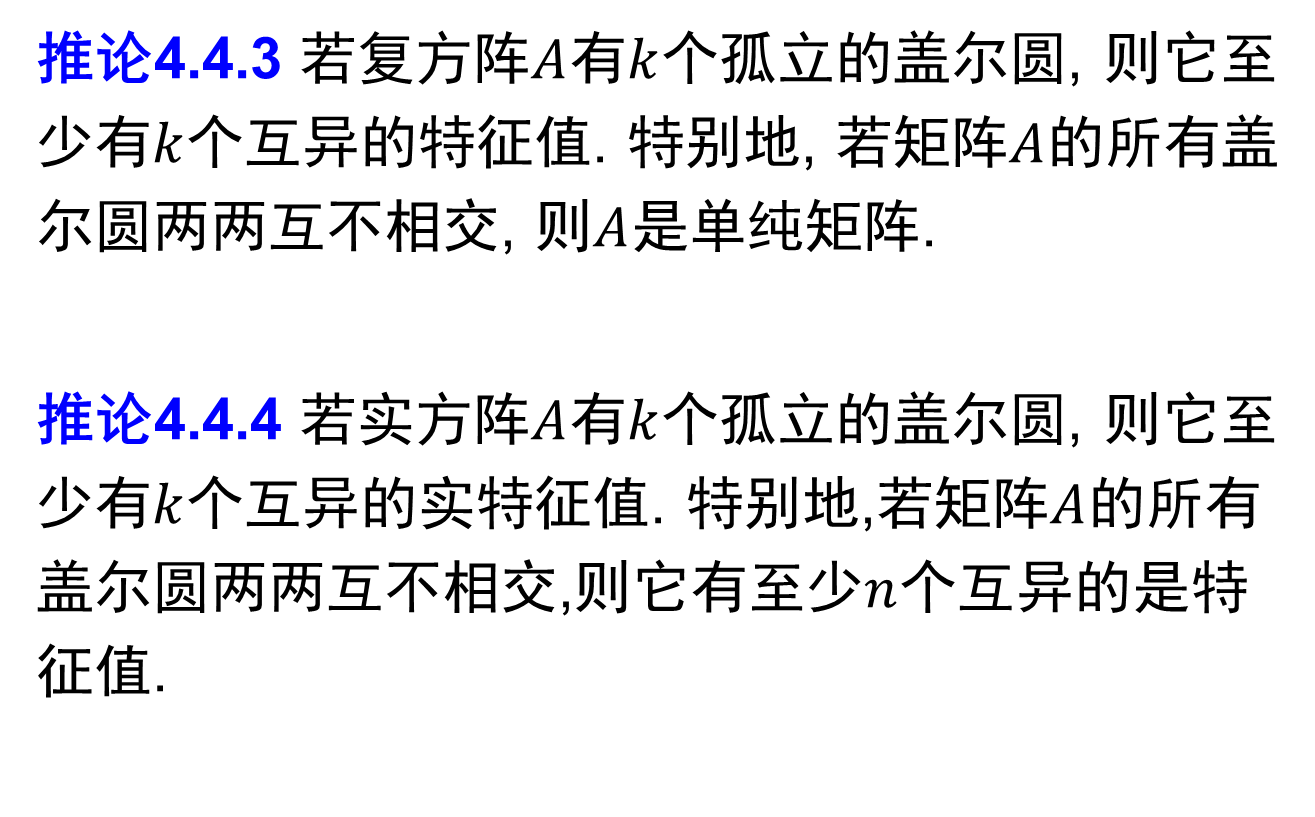 推论4.4.3 若复方阵A有k个孤立的盖尔圆, 则它至
少有k个互异的特征值. 特别地, 若矩阵A的所有盖
尔圆两两互不相交, 则A是单纯矩阵.
推论4.4.4 若实方阵A有k个孤立的盖尔圆, 则它至
少有k个互异的实特征值. 特别地,若矩阵A的所有
盖尔圆两两互不相交,则它有至少n个互异的是特
征值.